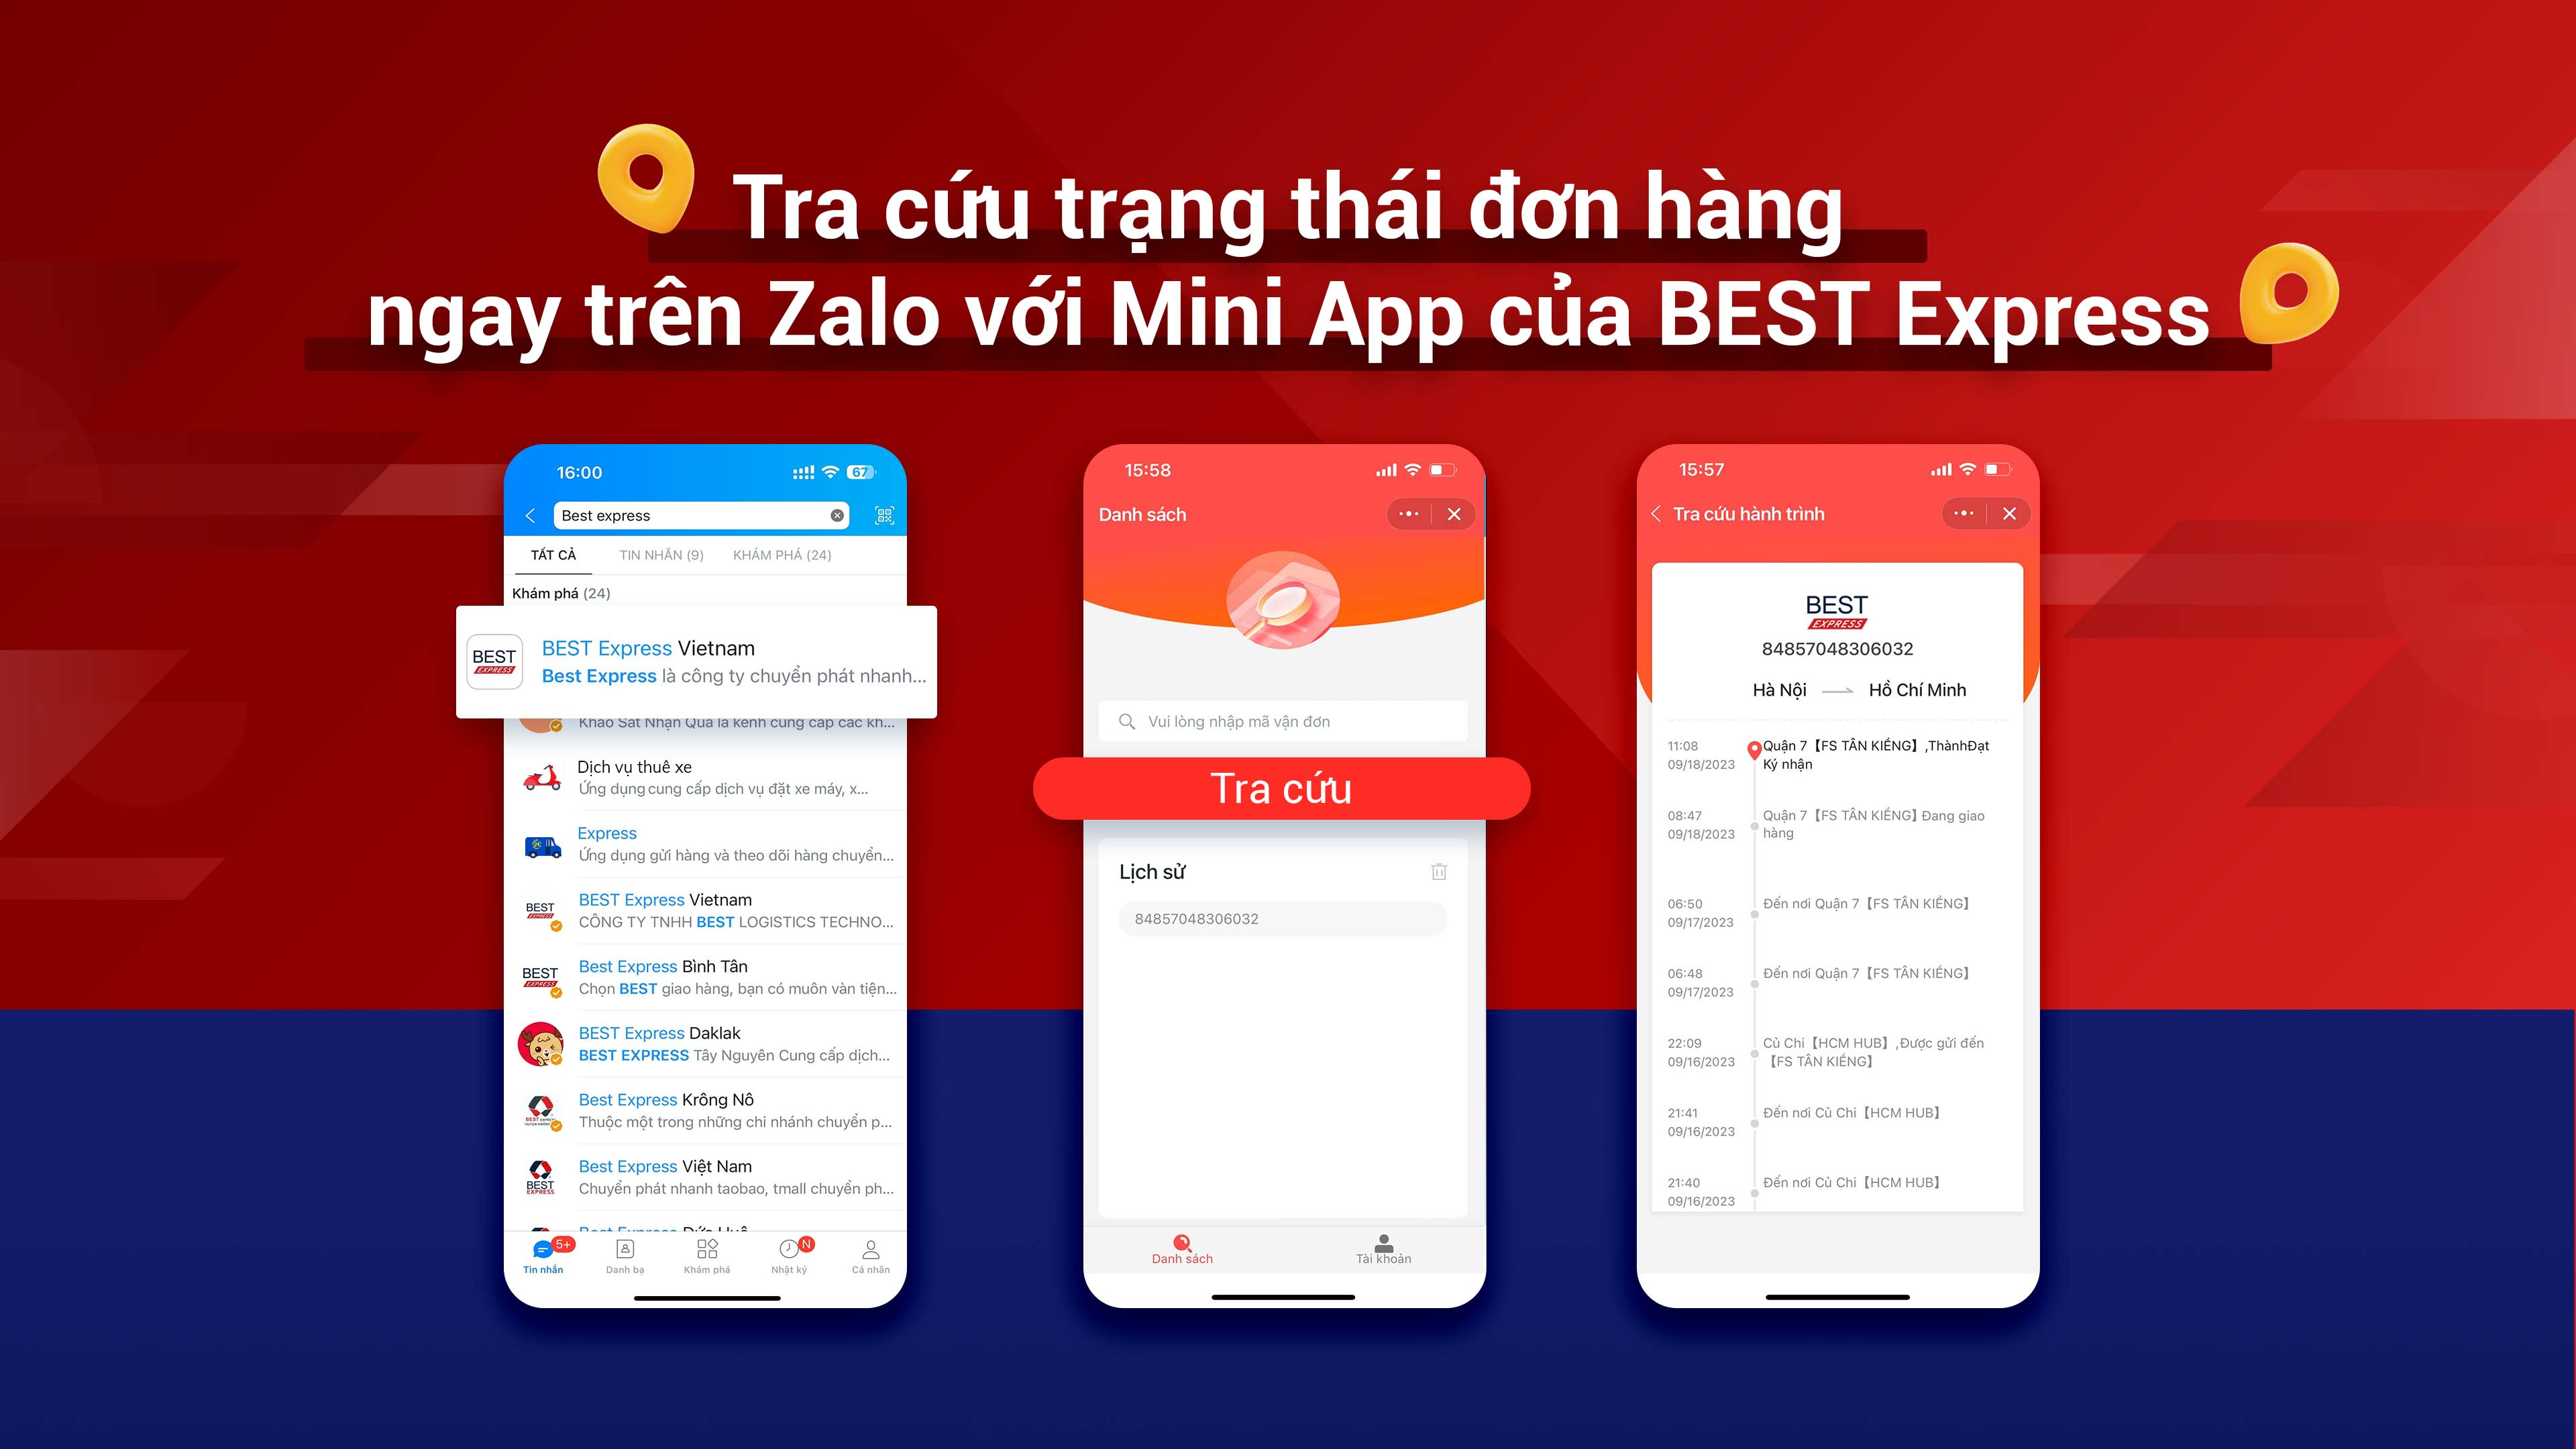 Tra cứu trạng thái đơn hàng
ngay trên Zalo với Mini App của BEST Express
16:00
67
Best express
TẤT CẢ
TIN NHẮN (9)
KHÁM PHÁ (24)
Khám phá (24)
BEST
EXPRESS
BEST Express Vietnam
Best Express là công ty chuyển phát nhanh...
Khảo Sát Nhận Quà là kênh cung cấp các kh...
Dịch vụ thuê xe
Ứng dụng cung cấp dịch vụ đặt xe máy, x...
Express
Ứng dụng gửi hàng và theo dõi hàng chuyển...
BEST
EXPRESS
BEST Express Vietnam
CÔNG TY TNHH BEST LOGISTICS TECHNO...
BEST
EXPRESS
Best Express Bình Tân
Chọn BEST giao hàng, bạn có muôn vàn tiện...
BEST Express Daklak
BEST EXPRESS Tây Nguyên Cung cấp dịch...
Best Express Krông Nô
Thuộc một trong những chi nhánh chuyển p...
BEST
EXPRESS
Best Express Việt Nam
Chuyển phát nhanh taobao, tmall chuyển ph...
Best Express
5+
N
Tin nhắn
Danh bạ
Khám phá
Nhật ký
Cá nhân
15:58
Danh sách
Vui lòng nhập mã vận đơn
Tra cứu
Lịch sử
84857048306032
Danh sách
Tài khoản
15:57
Tra cứu hành trình
BEST
EXPRESS
84857048306032
Hà Nội
Hồ Chí Minh
11:08
09/18/2023
Quận 7【FS TÂN KIỂNG】,ThànhĐạt
Ký nhận
08:47
09/18/2023
Quận 7【FS TÂN KIỂNG】Đang giao
hàng
06:50
09/17/2023
Đến nơi Quận 7【FS TÂN KIỂNG】
06:48
09/17/2023
Đến nơi Quận 7【FS TÂN KIỂNG】
22:09
09/16/2023
Củ Chi【HCM HUB】,Được gửi đến
【FS TÂN KIỂNG】
21:41
09/16/2023
Đến nơi Củ Chi【HCM HUB】
21:40
09/16/2023
Đến nơi Củ Chi【HCM HUB】